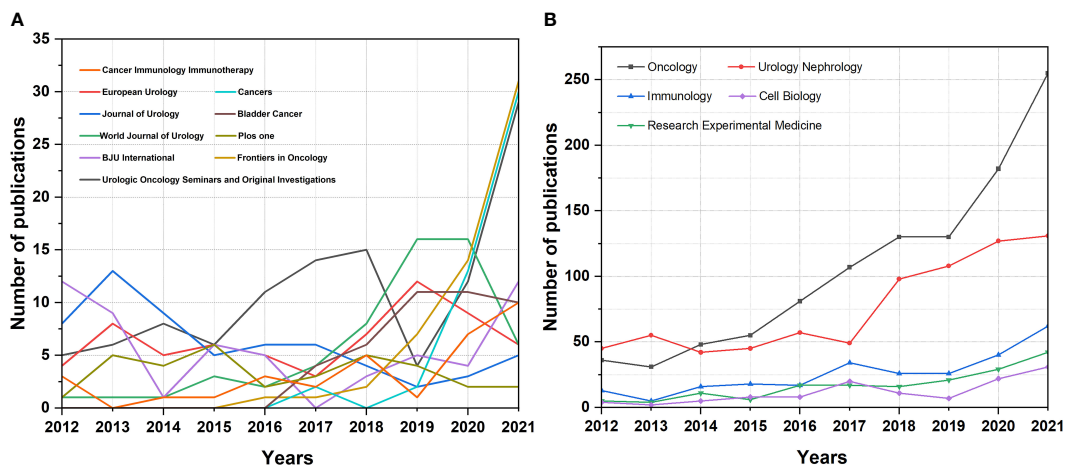 A
Number of publications
35
30
25
20
15
10
5
0
Cancer Immunology Immunotherapy
European Urology
Cancers
Journal of Urology
Bladder Cancer
World Journal of Urology
Plos one
BJU International
Frontiers in Oncology
Urologic Oncology Seminars and Original Investigations
2012 2013 2014 2015 2016 2017 2018 2019 2020 2021
Years
B
Number of publications
250
200
150
100
50
0
Oncology
Urology Nephrology
Immunology
Cell Biology
Research Experimental Medicine
2012 2013 2014 2015 2016 2017 2018 2019 2020 2021
Years